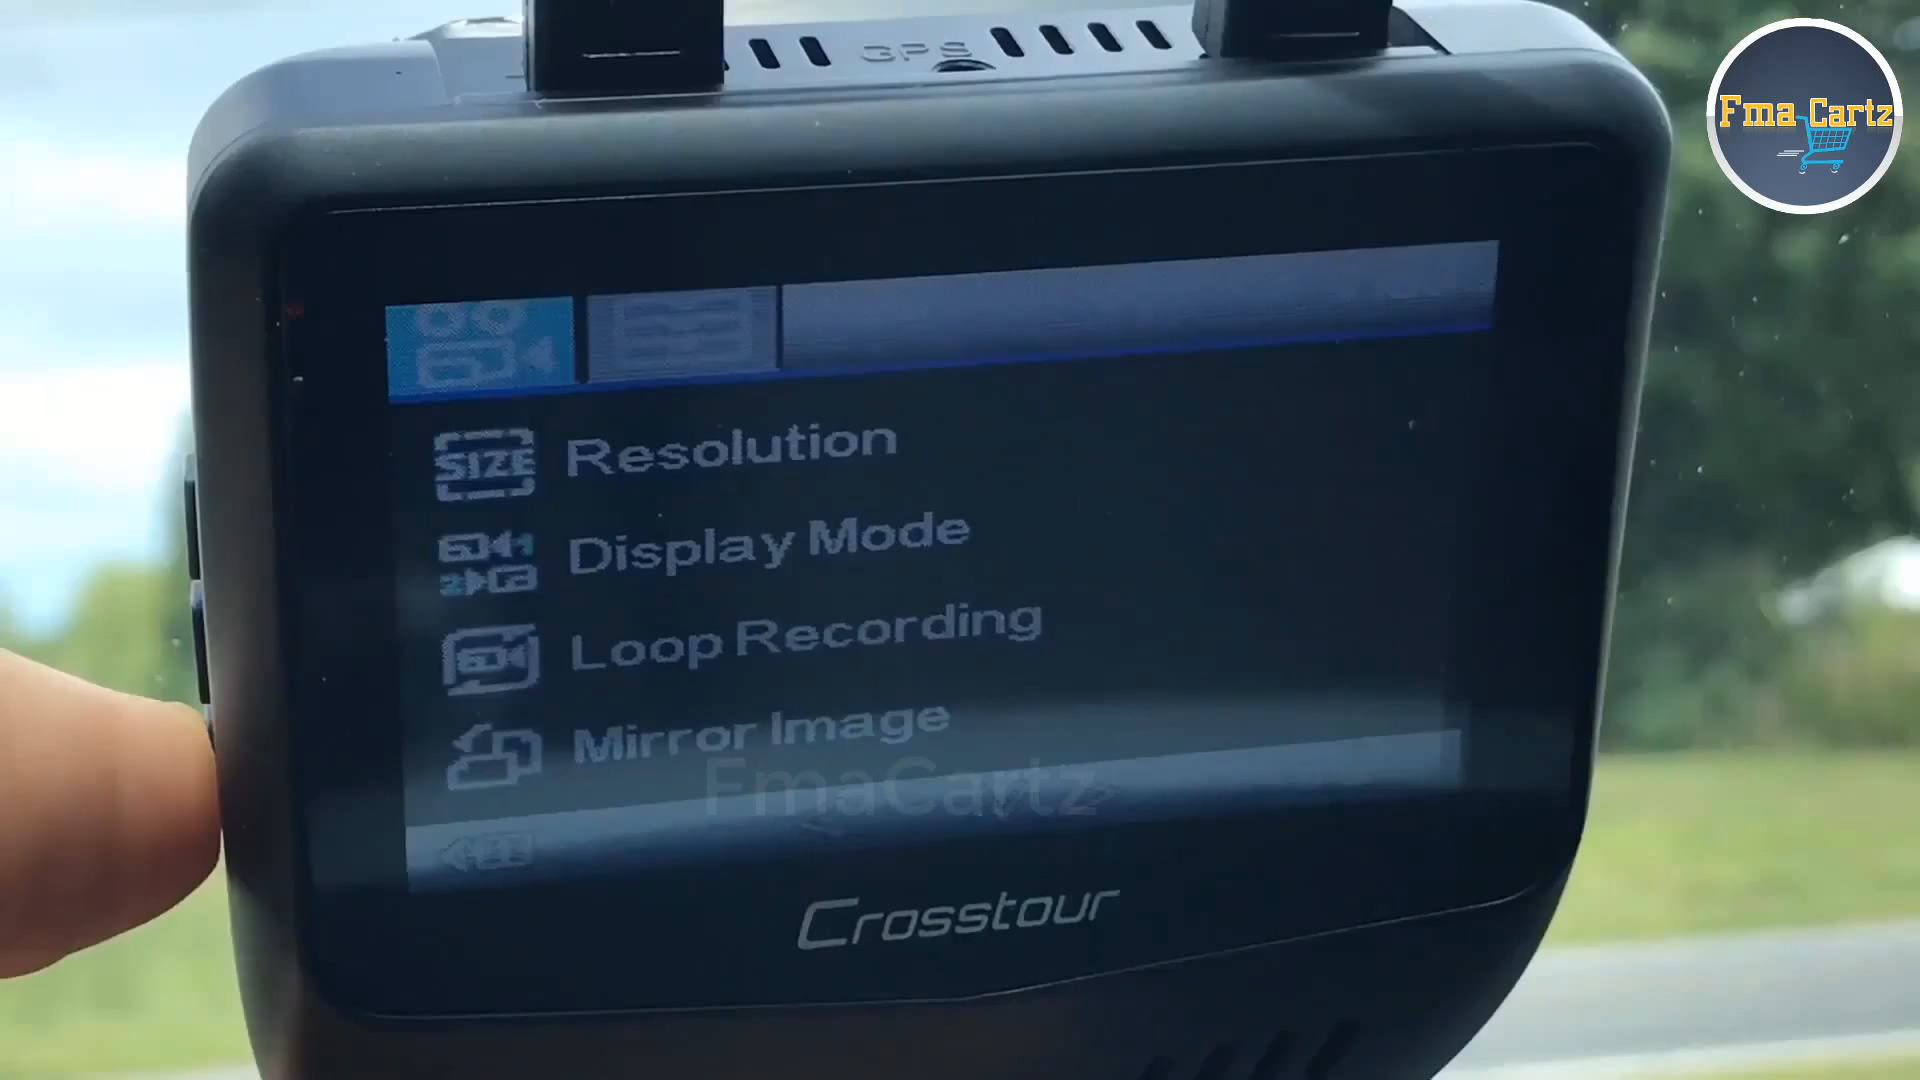 GPS
Fma Cartz
SIZE Resolution
Display Mode
Loop Recording
Mirror Image
FmaCartz
Crosstour